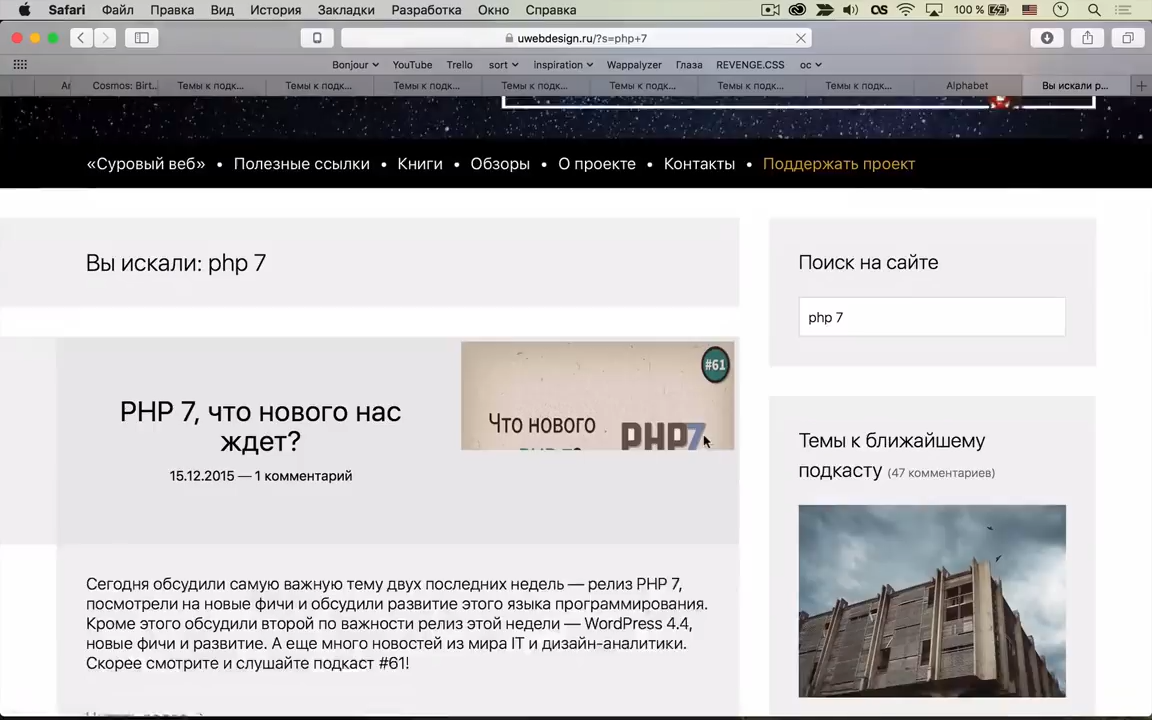 Safari Файл Правка Вид История Закладки Разработка Окно Справка 100 %
uwebdesign.ru/?s=php+7
Bonjour YouTube Trello sort Inspiration Wappalyzer Глаза REVENGE.CSS ос
Cosmos: Birt... Темы к подк... Темы к подк... Темы к подк... Темы к подк... Темы к подк... Темы к подк... Темы к подк... Alphabet Вы искали р...
«Суровый веб» • Полезные ссылки • Книги • Обзоры • О проекте • Контакты • Поддержать проект
Вы искали: php 7
PHP 7, что нового нас
ждет?
15.12.2015 — 1 комментарий
#61
Что нового
PHP7
Сегодня обсудили самую важную тему двух последних недель — релиз PHP 7,
посмотрели на новые фичи и обсудили развитие этого языка программирования.
Кроме этого обсудили второй по важности релиз этой недели — WordPress 4.4,
новые фичи и развитие. А еще много новостей из мира IT и дизайн-аналитики.
Скорее смотрите и слушайте подкаст #61!
Поиск на сайте
php 7
Темы к ближайшему
подкасту (47 комментариев)